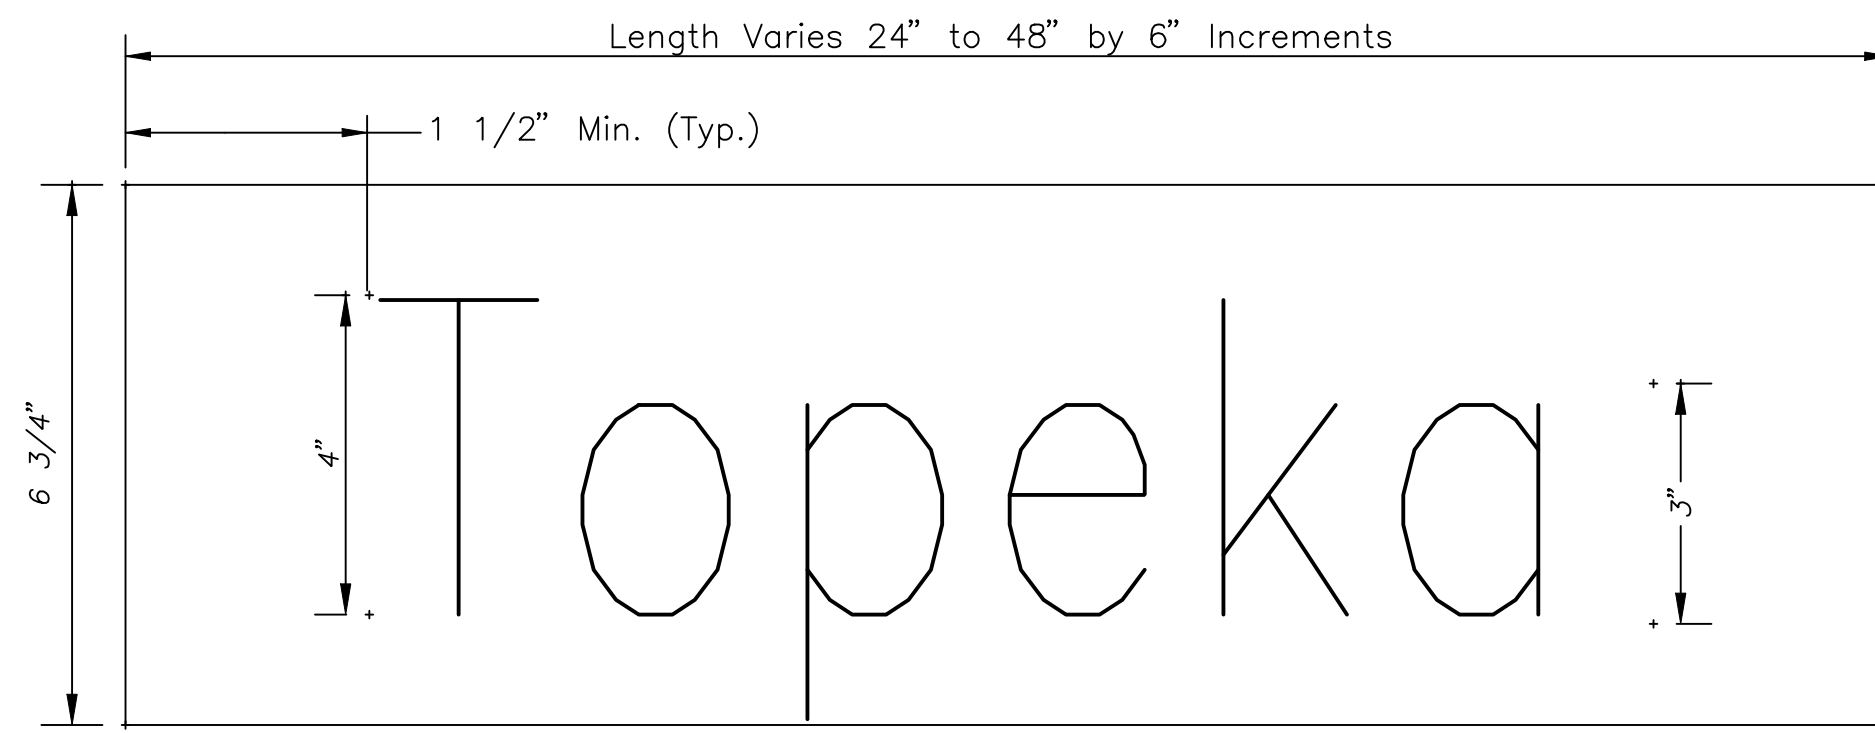 Length Varies 24” to 48” by 6” Increments
1 1/2” Min. (Typ.)
6 3/4”
4”
Topeka
3”